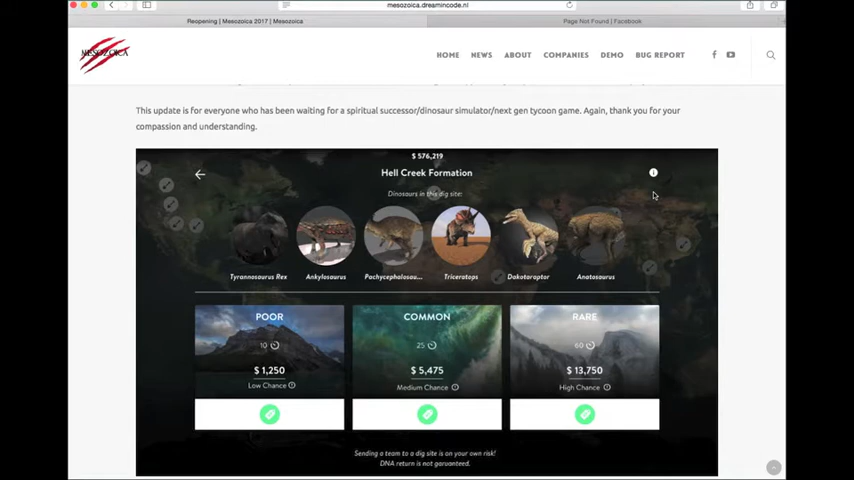 mesozoica.dreamincode.nl
Reopening | Mesozoica 2017 | Mesozoica
Page Not Found | Facebook
MESOZOICA
HOME NEWS ABOUT COMPANIES DEMO BUG REPORT
This update is for everyone who has been waiting for a spiritual successor/dinosaur simulator/next gen tycoon game. Again, thank you for your
compassion and understanding.
$ 576,219
Hell Creek Formation
Dinosaurs in this dig site:
Tyrannosaurus Rex Ankylosaurus Pachycephalosau... Triceratops Dakotaraptor Anatosaurus
POOR COMMON RARE
10 25 60
$ 1,250 $ 5,475 $ 13,750
Low Chance Medium Chance High Chance
Sending a team to a dig site is on your own risk!
DNA return is not garuanteed.